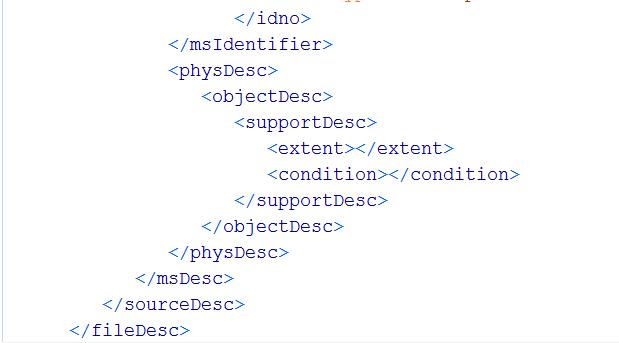 </idno>
</msIdentifier>
<physDesc>
<objectDesc>
<supportDesc>
<extent></extent>
<condition></condition>
</supportDesc>
</objectDesc>
</physDesc>
</msDesc>
</sourceDesc>
</fileDesc>